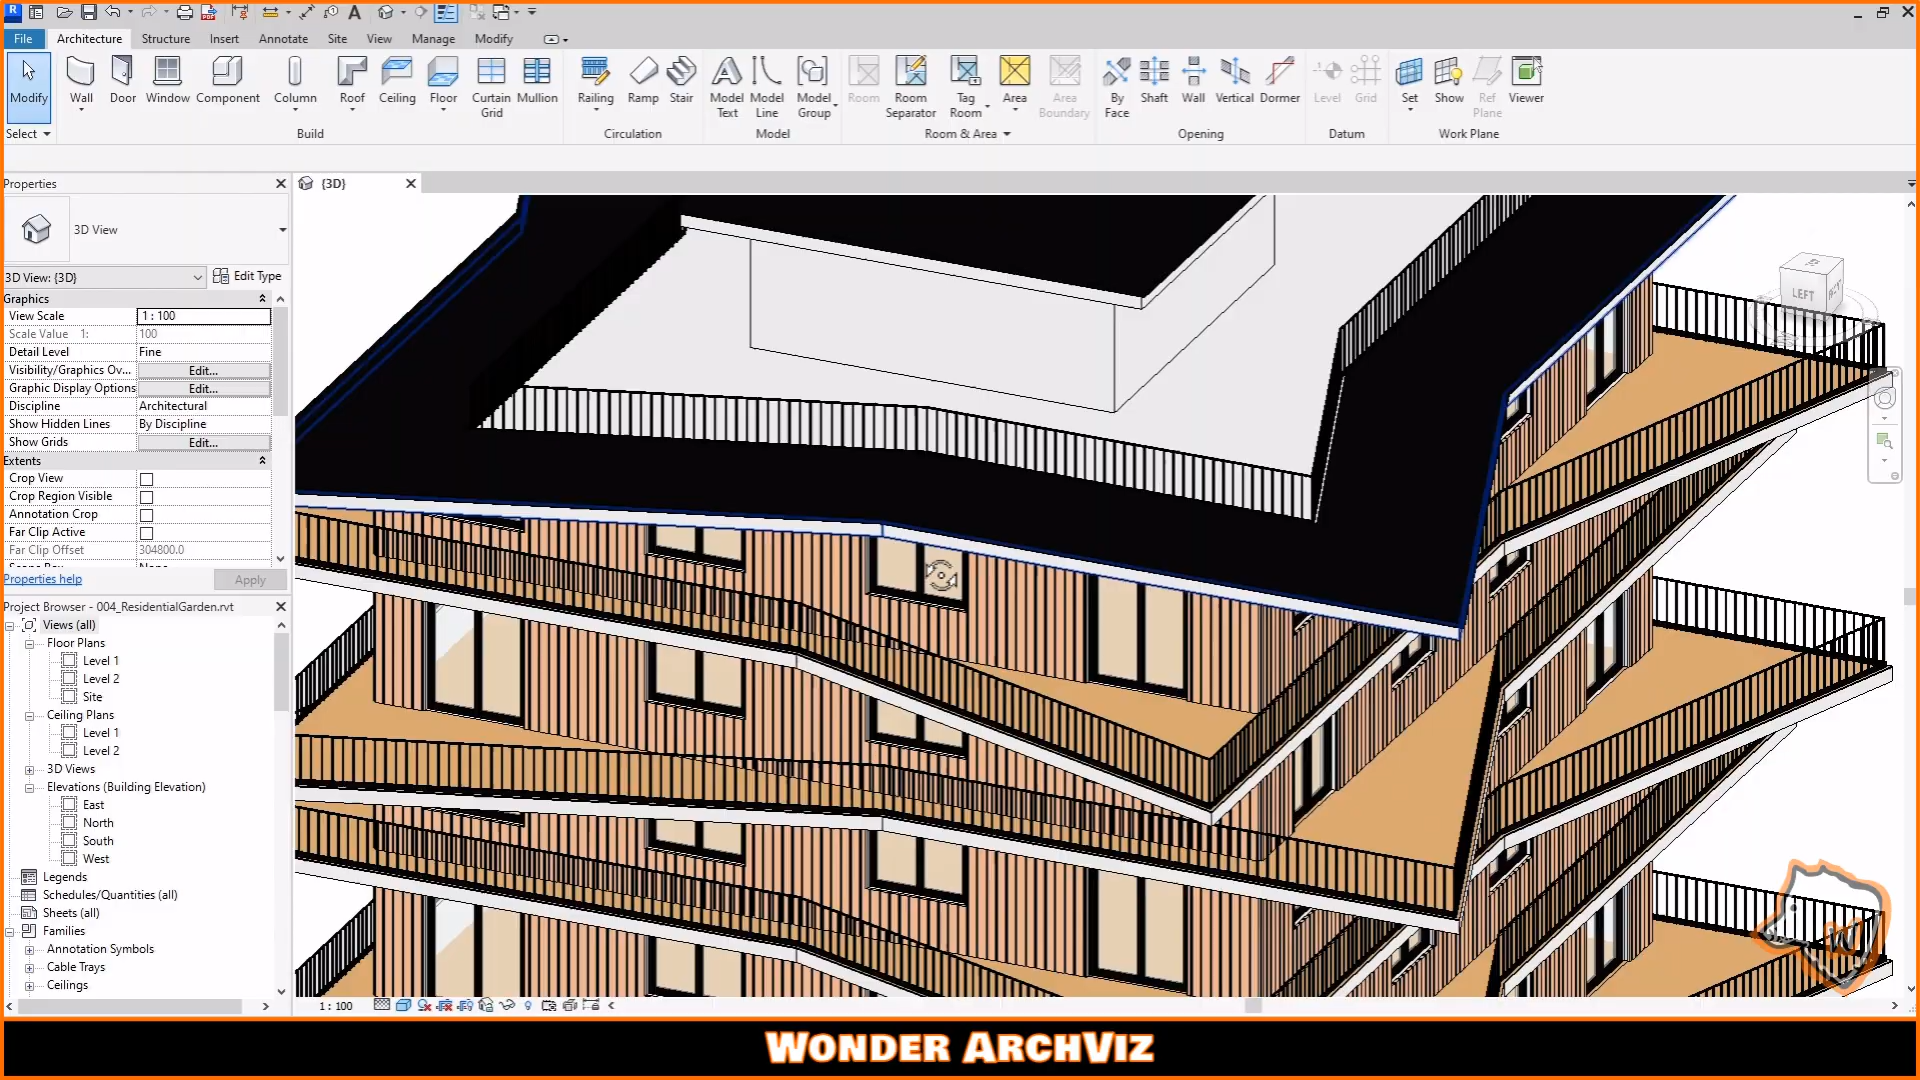 R
File Architecture Structure Insert Annotate Site View Manage Modify
Modify Wall Door Window Component Column Roof Ceiling Floor Curtain Grid Mullion Railing Ramp Stair Model Text Model Line Model Group Room Room Separator Tag Room Area Area Boundary By Face Shaft Wall Vertical Dormer Level Grid Set Show Ref Plane Viewer
Select Build Circulation Model Room & Area Opening Datum Work Plane
Properties
{3D}
3D View
3D View: {3D} Edit Type
Graphics
View Scale 1 : 100
Scale Value 1: 100
Detail Level Fine
Visibility/Graphics Ov... Edit...
Graphic Display Options Edit...
Discipline Architectural
Show Hidden Lines By Discipline
Show Grids Edit...
Extents
Crop View
Crop Region Visible
Annotation Crop
Far Clip Active
Far Clip Offset 304800.0
Properties help Apply
Project Browser - 004_ResidentialGarden.rvt
Views (all)
Floor Plans
Level 1
Level 2
Site
Ceiling Plans
Level 1
Level 2
3D Views
Elevations (Building Elevation)
East
North
South
West
Legends
Schedules/Quantities (all)
Sheets (all)
Families
Annotation Symbols
Cable Trays
Ceilings
LEFT
1 : 100
W
Wonder ArchViz